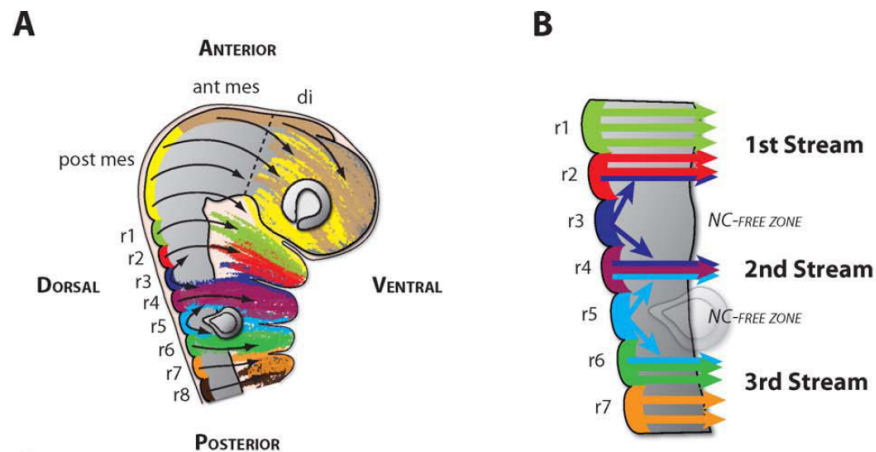 A
ANTERIOR
ant mes
di
post mes
r1
r2
r3
DORSAL
VENTRAL
r4
r5
r6
r7
r8
POSTERIOR
B
r1
1st Stream
r2
r3
NC-FREE ZONE
r4
2nd Stream
r5
NC-FREE ZONE
r6
3rd Stream
r7